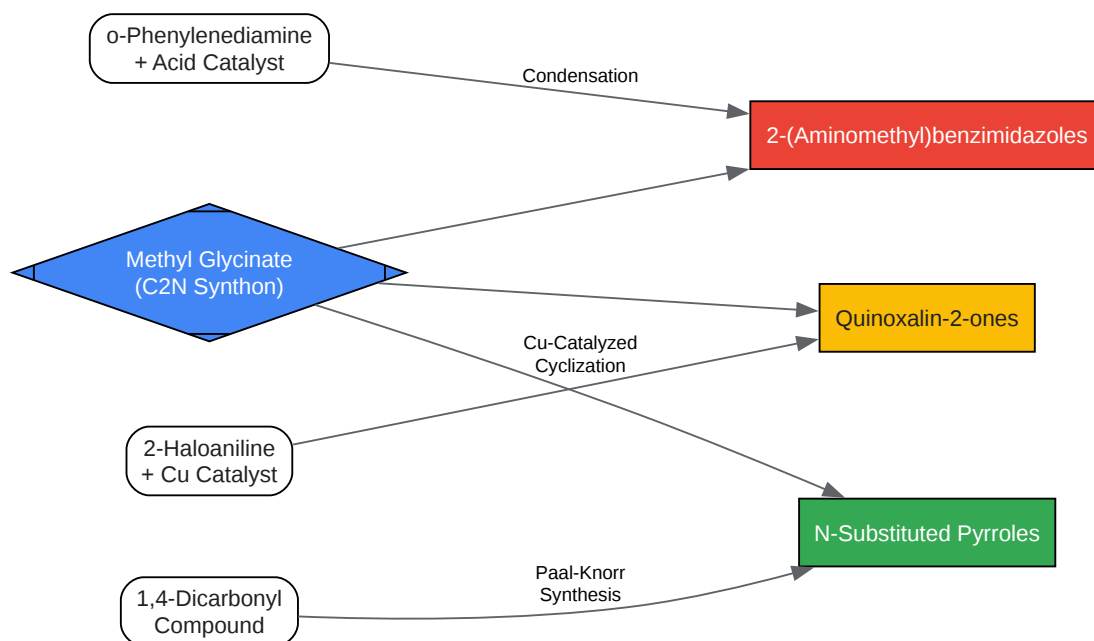 o-Phenylenediamine
+ Acid Catalyst
Condensation
2-(Aminomethyl)benzimidazoles
Methyl Glycinate
(C2N Synthon)
Quinoxalin-2-ones
Cu-Catalyzed
Cyclization
2-Haloaniline
+ Cu Catalyst
N-Substituted Pyrroles
Paal-Knorr
Synthesis
1,4-Dicarbonyl
Compound